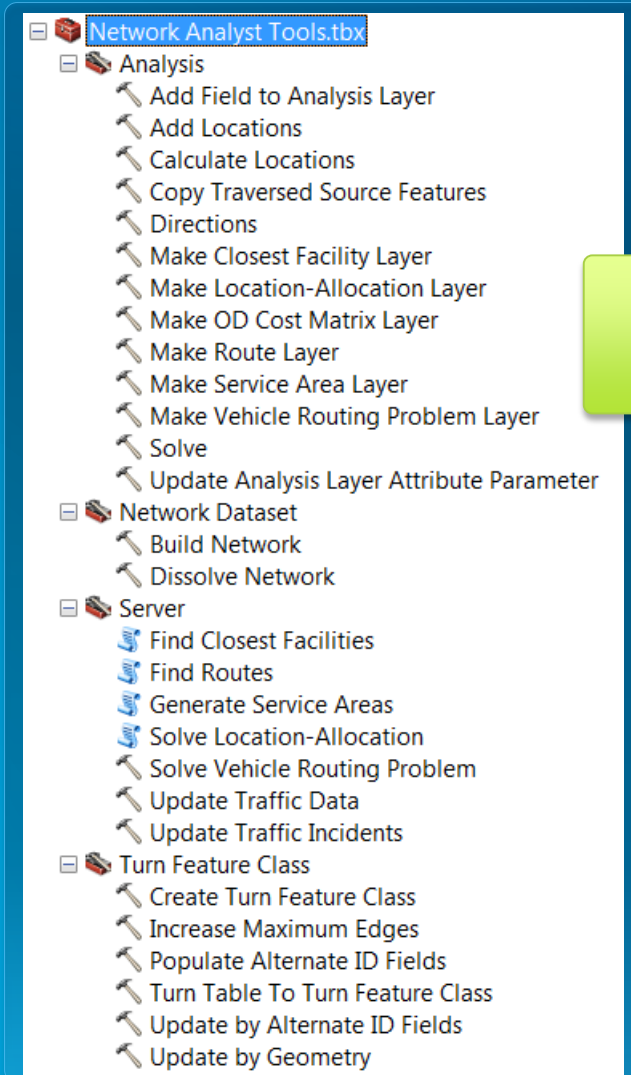 Network Analyst Tools.tbx
Analysis
Add Field to Analysis Layer
Add Locations
Calculate Locations
Copy Traversed Source Features
Directions
Make Closest Facility Layer
Make Location-Allocation Layer
Make OD Cost Matrix Layer
Make Route Layer
Make Service Area Layer
Make Vehicle Routing Problem Layer
Solve
Update Analysis Layer Attribute Parameter
Network Dataset
Build Network
Dissolve Network
Server
Find Closest Facilities
Find Routes
Generate Service Areas
Solve Location-Allocation
Solve Vehicle Routing Problem
Update Traffic Data
Update Traffic Incidents
Turn Feature Class
Create Turn Feature Class
Increase Maximum Edges
Populate Alternate ID Fields
Turn Table To Turn Feature Class
Update by Alternate ID Fields
Update by Geometry